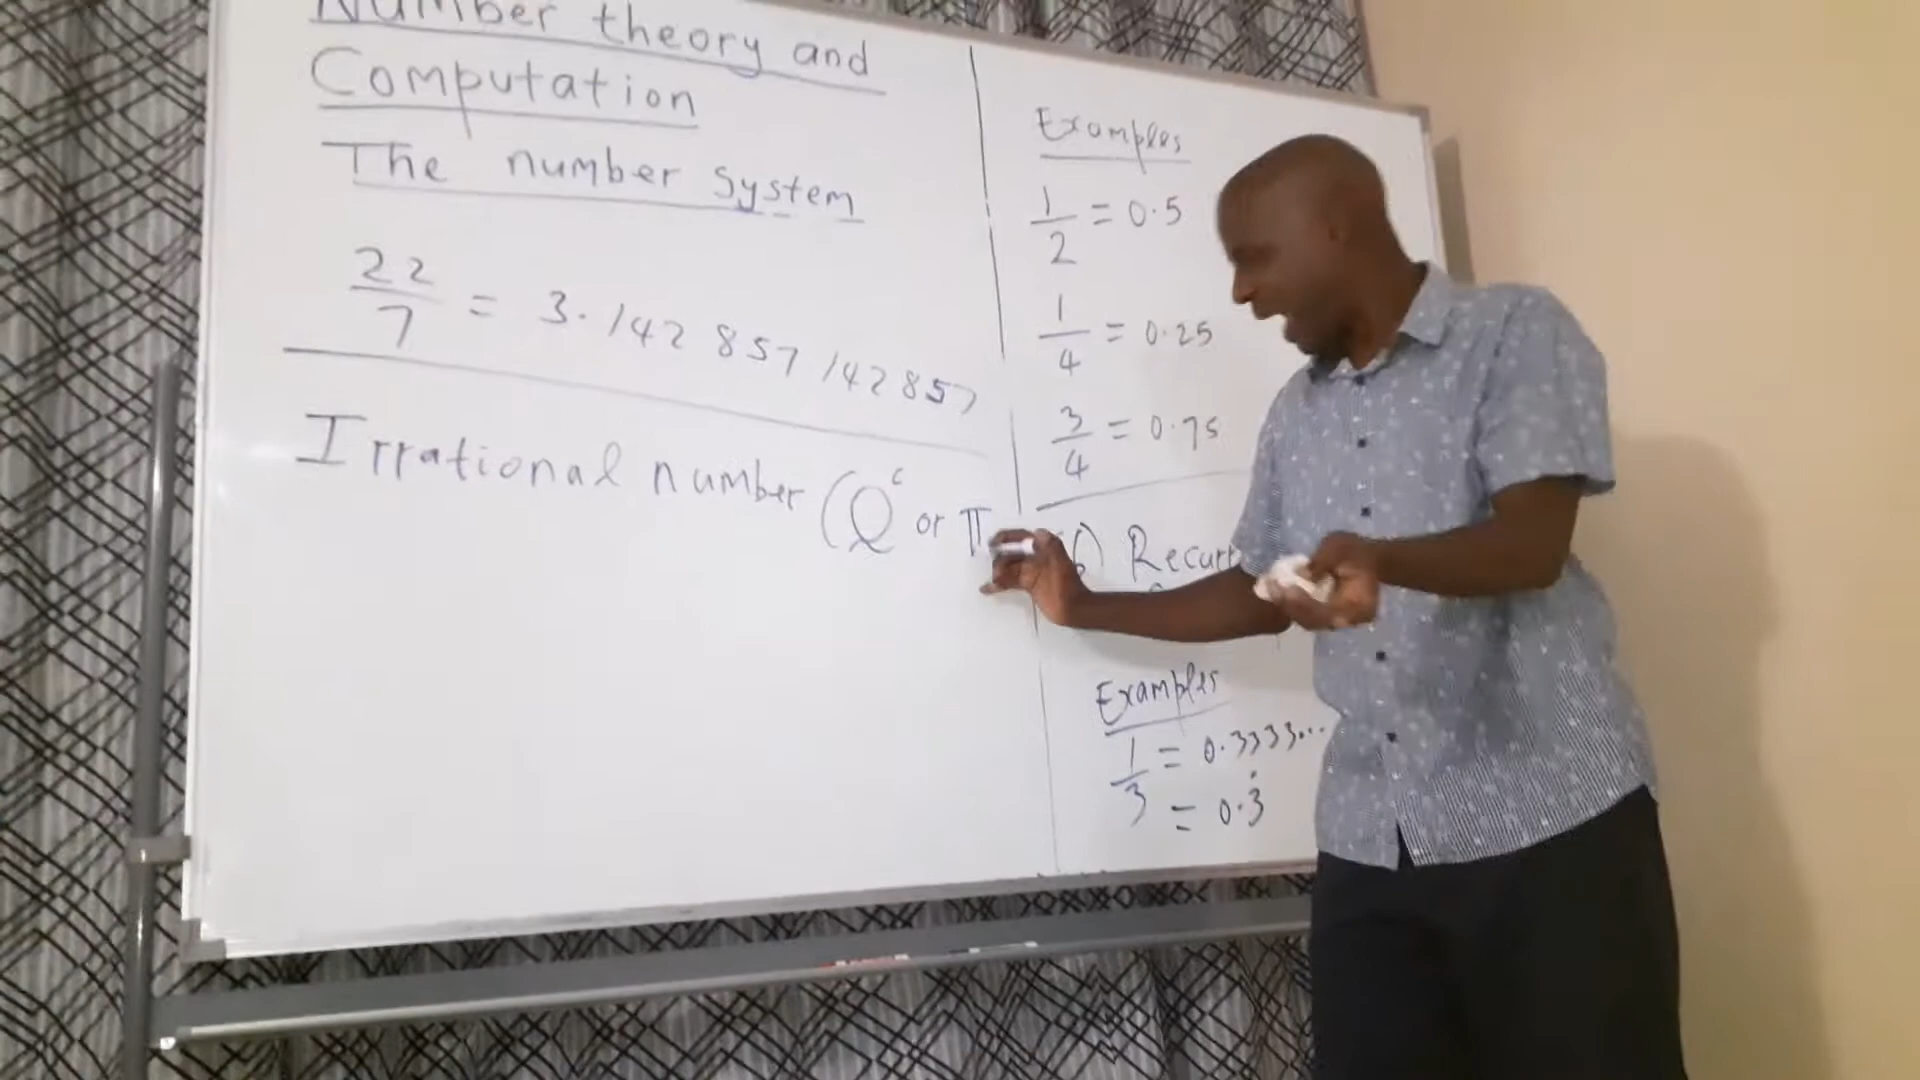 Number theory and
Computation
The number system
22/7 = 3.142 857 142857
Irrational number (Qᶜ or π
Examples
1/2 = 0.5
1/4 = 0.25
3/4 = 0.75
(b) Recurr
Examples
1/3 = 0.3333...
= 0.3̇